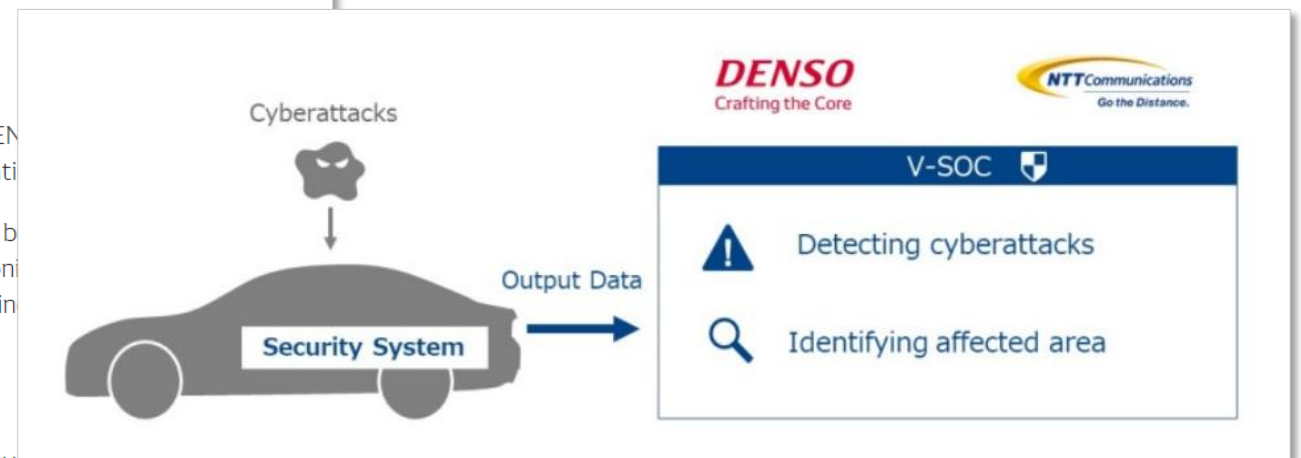 DENSO
Crafting the Core
NTT Communications
Go the Distance.
Cyberattacks
V-SOC
Detecting cyberattacks
Output Data
Security System
Identifying affected area